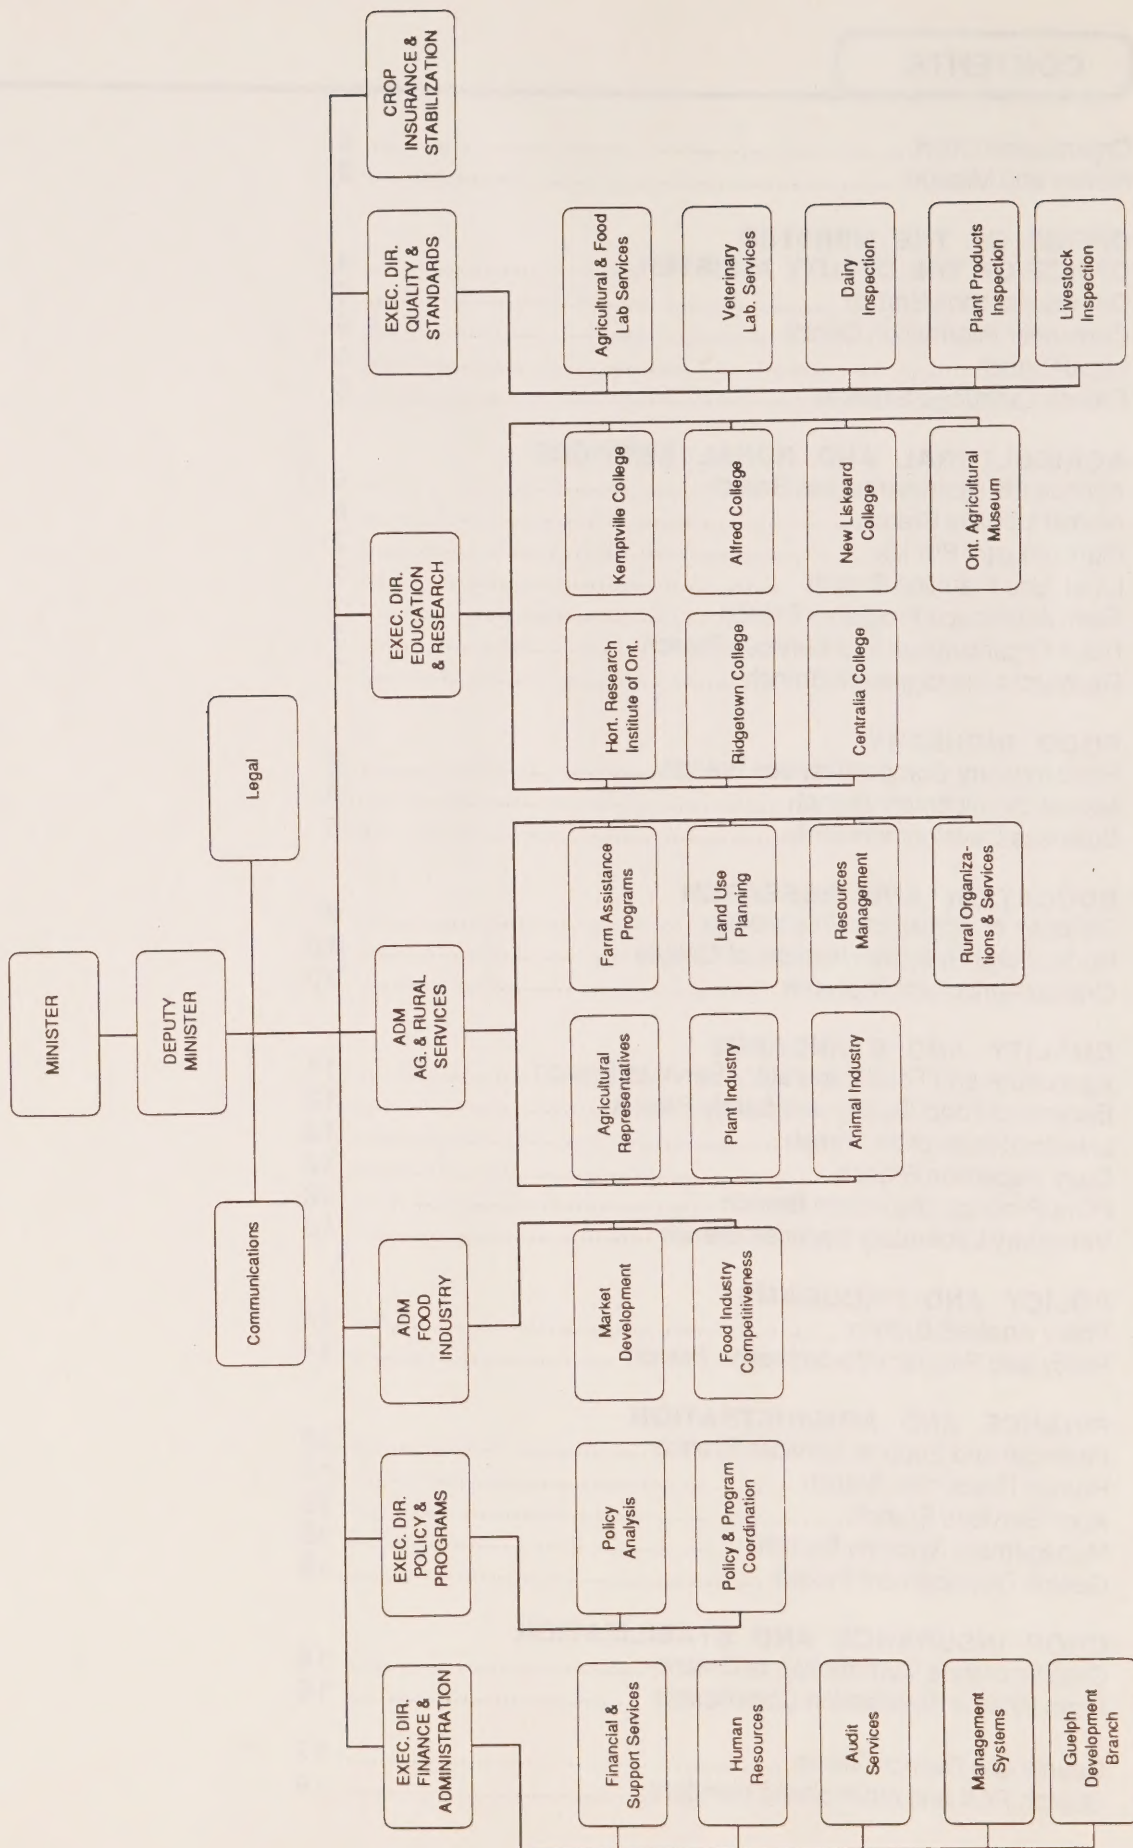 MINISTER
DEPUTY
MINISTER
Communications
Legal
EXEC. DIR.
FINANCE &
ADMINISTRATION
EXEC. DIR.
POLICY &
PROGRAMS
ADM
FOOD
INDUSTRY
ADM
AG. & RURAL
SERVICES
EXEC. DIR.
EDUCATION
& RESEARCH
EXEC. DIR.
QUALITY &
STANDARDS
CROP
INSURANCE &
STABILIZATION
Financial &
Support Services
Human
Resources
Audit
Services
Management
Systems
Guelph
Development
Branch
Policy
Analysis
Policy & Program
Coordination
Market
Development
Food Industry
Competitiveness
Agricultural
Representatives
Plant Industry
Animal Industry
Farm Assistance
Programs
Land Use
Planning
Resources
Management
Rural Organiza-
tions & Services
Hort. Research
Institute of Ont.
Ridgetown College
Centralia College
Kemptville College
Alfred College
New Liskeard
College
Ont. Agricultural
Museum
Agricultural & Food
Lab Services
Veterinary
Lab. Services
Dairy
Inspection
Plant Products
Inspection
Livestock
Inspection